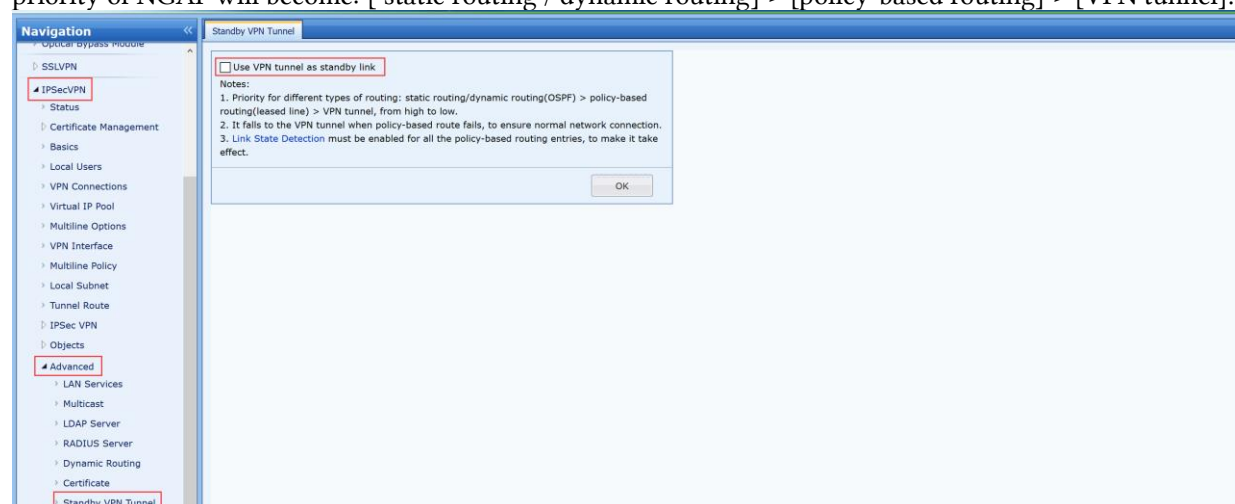 priority of NGAF will become: [ static routing / dynamic routing] > [policy-based routing] > [VPN tunnel].
Navigation
Optical Bypass Module
SSLVPN
IPSecVPN
Status
Certificate Management
Basics
Local Users
VPN Connections
Virtual IP Pool
Multiline Options
VPN Interface
Multiline Policy
Local Subnet
Tunnel Route
IPSec VPN
Objects
Advanced
LAN Services
Multicast
LDAP Server
RADIUS Server
Dynamic Routing
Certificate
Standby VPN Tunnel
Standby VPN Tunnel
Use VPN tunnel as standby link
Notes:
1. Priority for different types of routing: static routing/dynamic routing(OSPF) > policy-based
routing(leased line) > VPN tunnel, from high to low.
2. It falls to the VPN tunnel when policy-based route fails, to ensure normal network connection.
3. Link State Detection must be enabled for all the policy-based routing entries, to make it take
effect.
OK